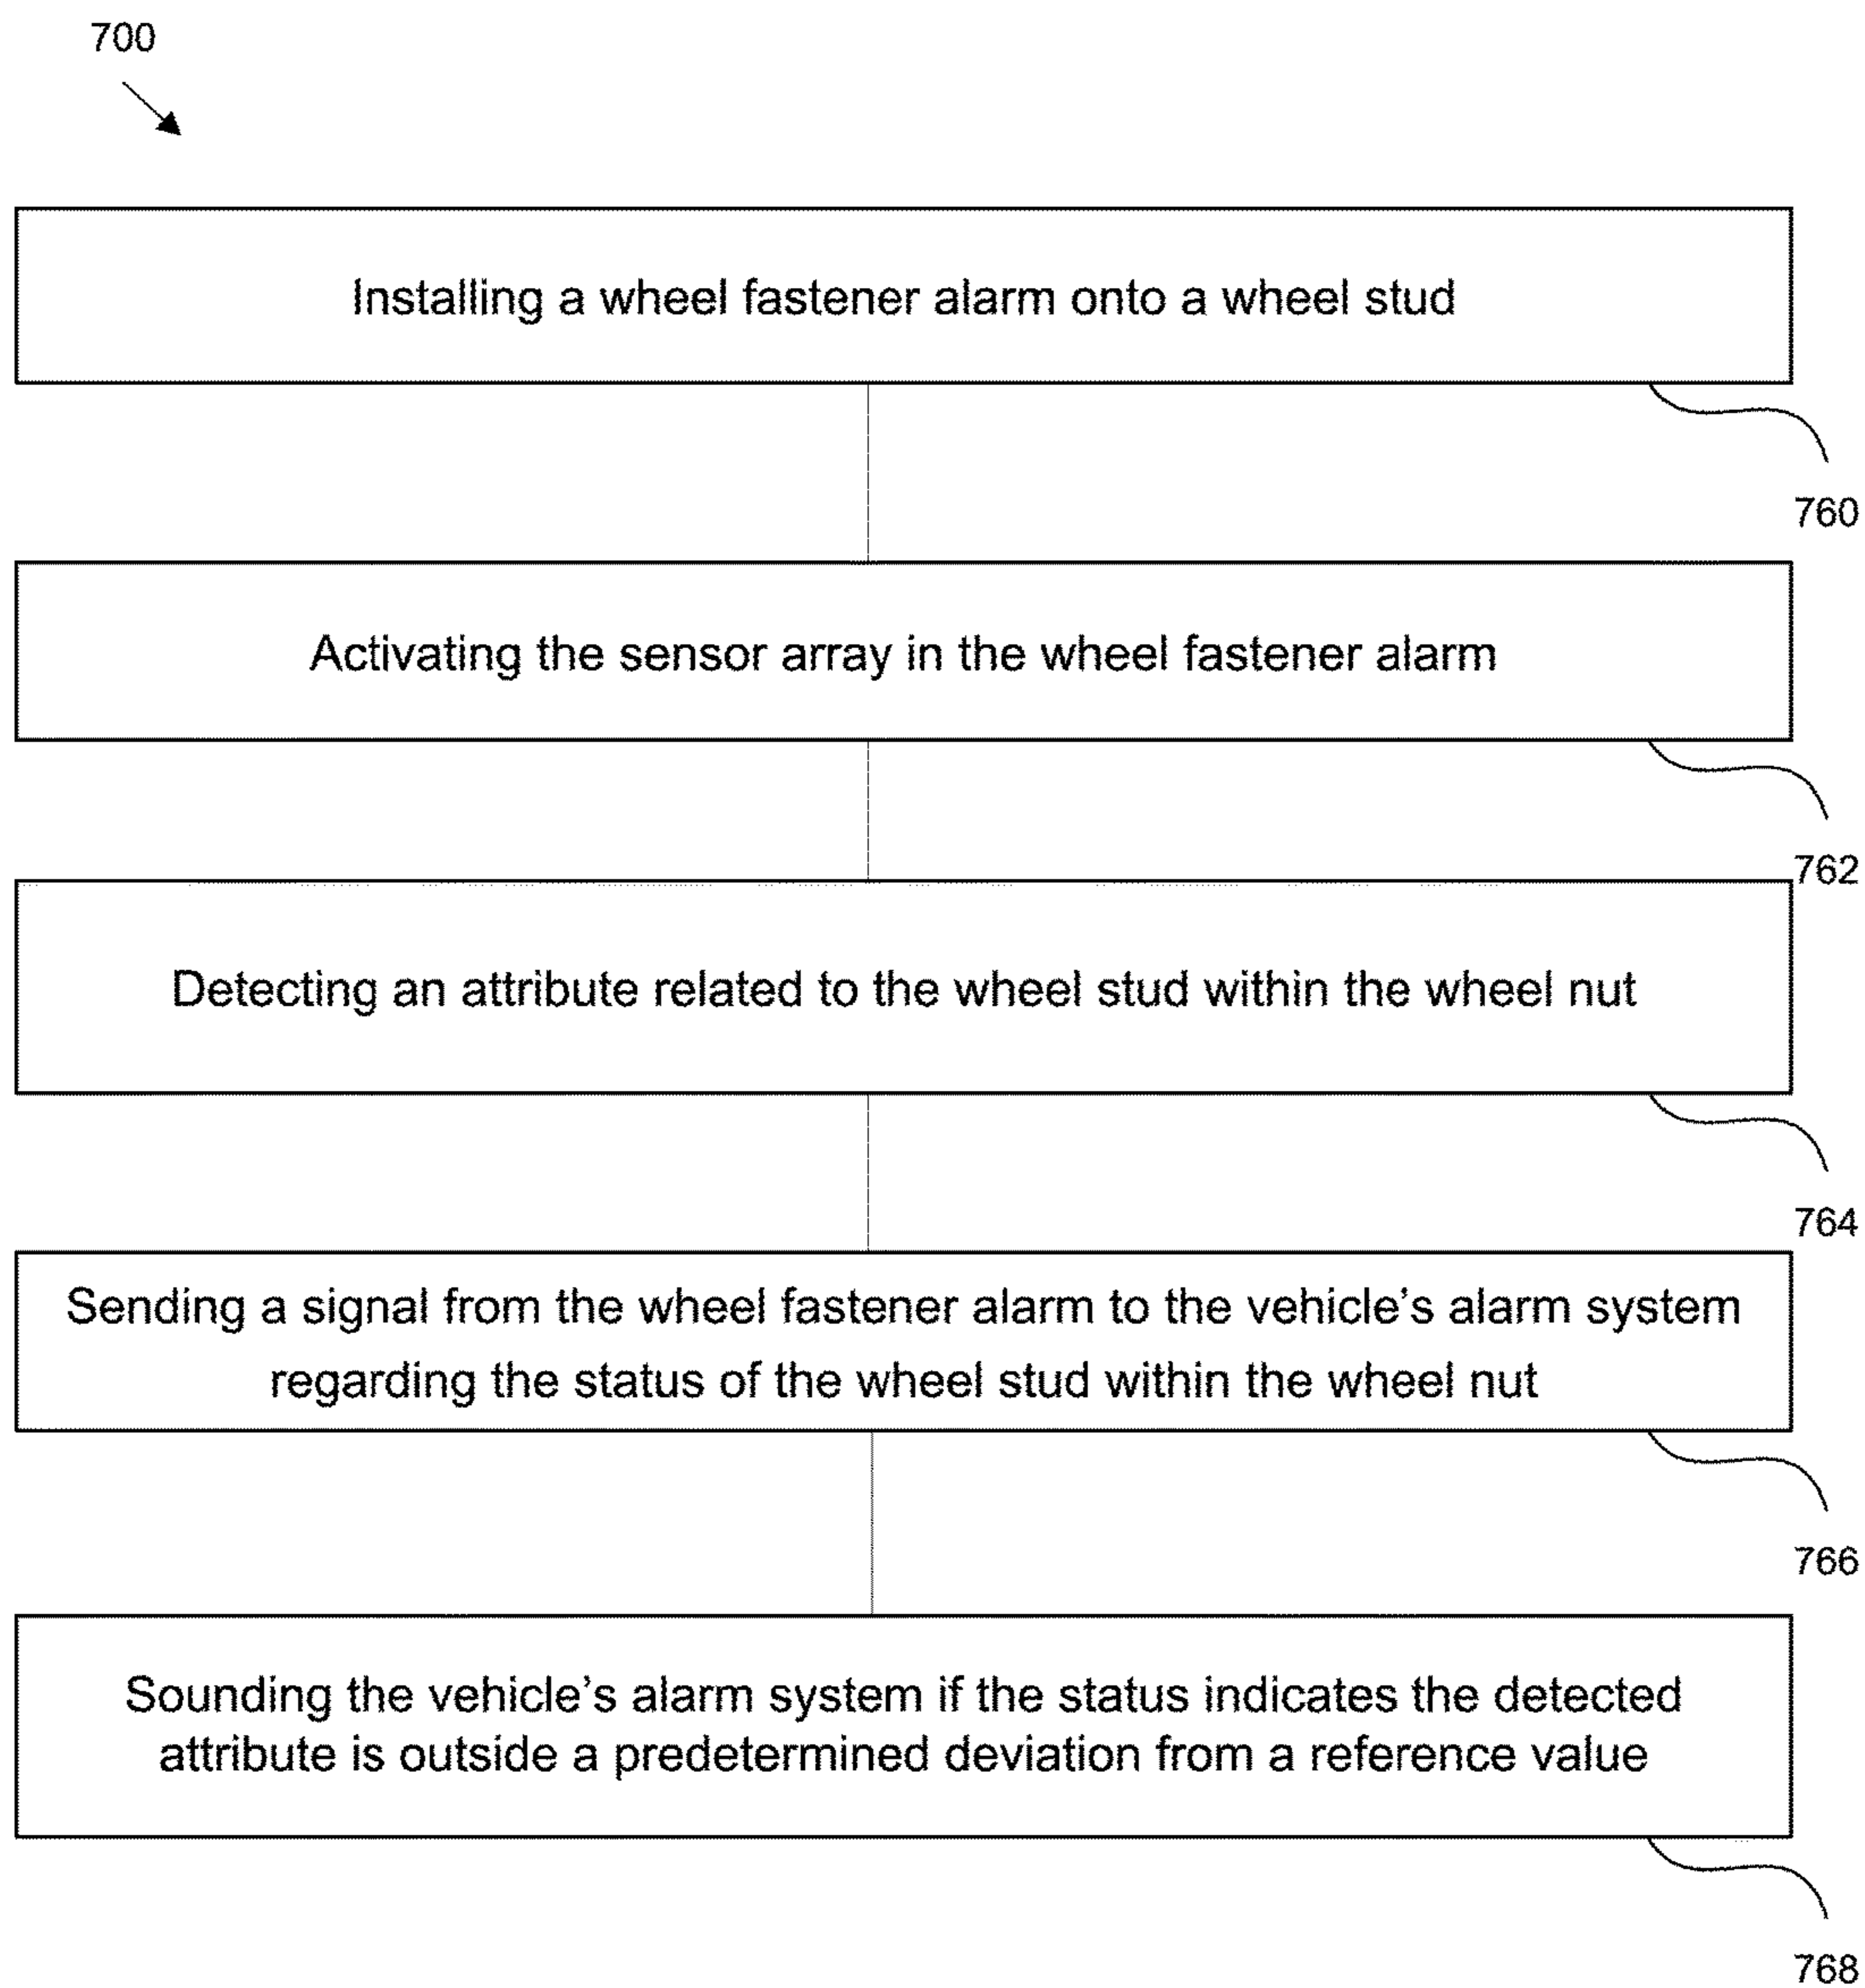 700
Installing a wheel fastener alarm onto a wheel stud
760
Activating the sensor array in the wheel fastener alarm
762
Detecting an attribute related to the wheel stud within the wheel nut
764
Sending a signal from the wheel fastener alarm to the vehicle’s alarm system
regarding the status of the wheel stud within the wheel nut
766
Sounding the vehicle’s alarm system if the status indicates the detected
attribute is outside a predetermined deviation from a reference value
768